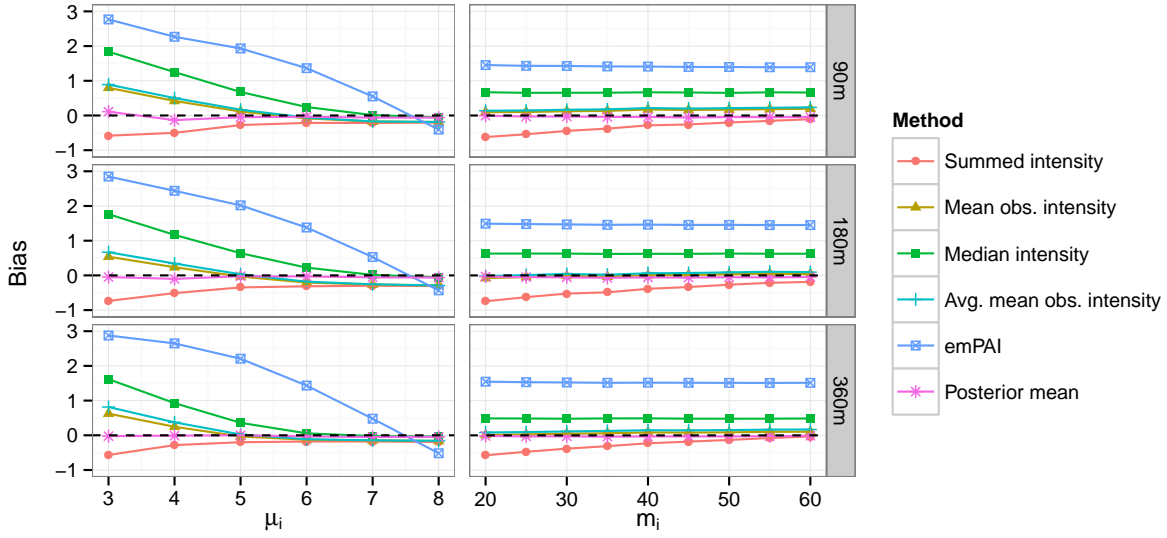 Bias
3
2
1
0
−1
90m
3
2
1
0
−1
180m
3
2
1
0
−1
360m
3 4 5 6 7 8
μi
20 30 40 50 60
mi
Method
Summed intensity
Mean obs. intensity
Median intensity
Avg. mean obs. intensity
emPAI
Posterior mean